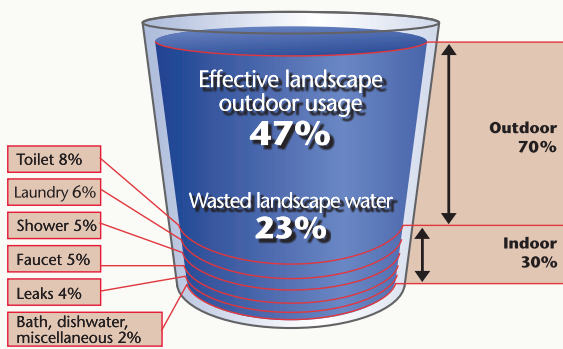 Effective landscape
outdoor usage
47%
Wasted landscape water
23%
Toilet 8%
Laundry 6%
Shower 5%
Faucet 5%
Leaks 4%
Bath, dishwater,
miscellaneous 2%
Outdoor
70%
Indoor
30%